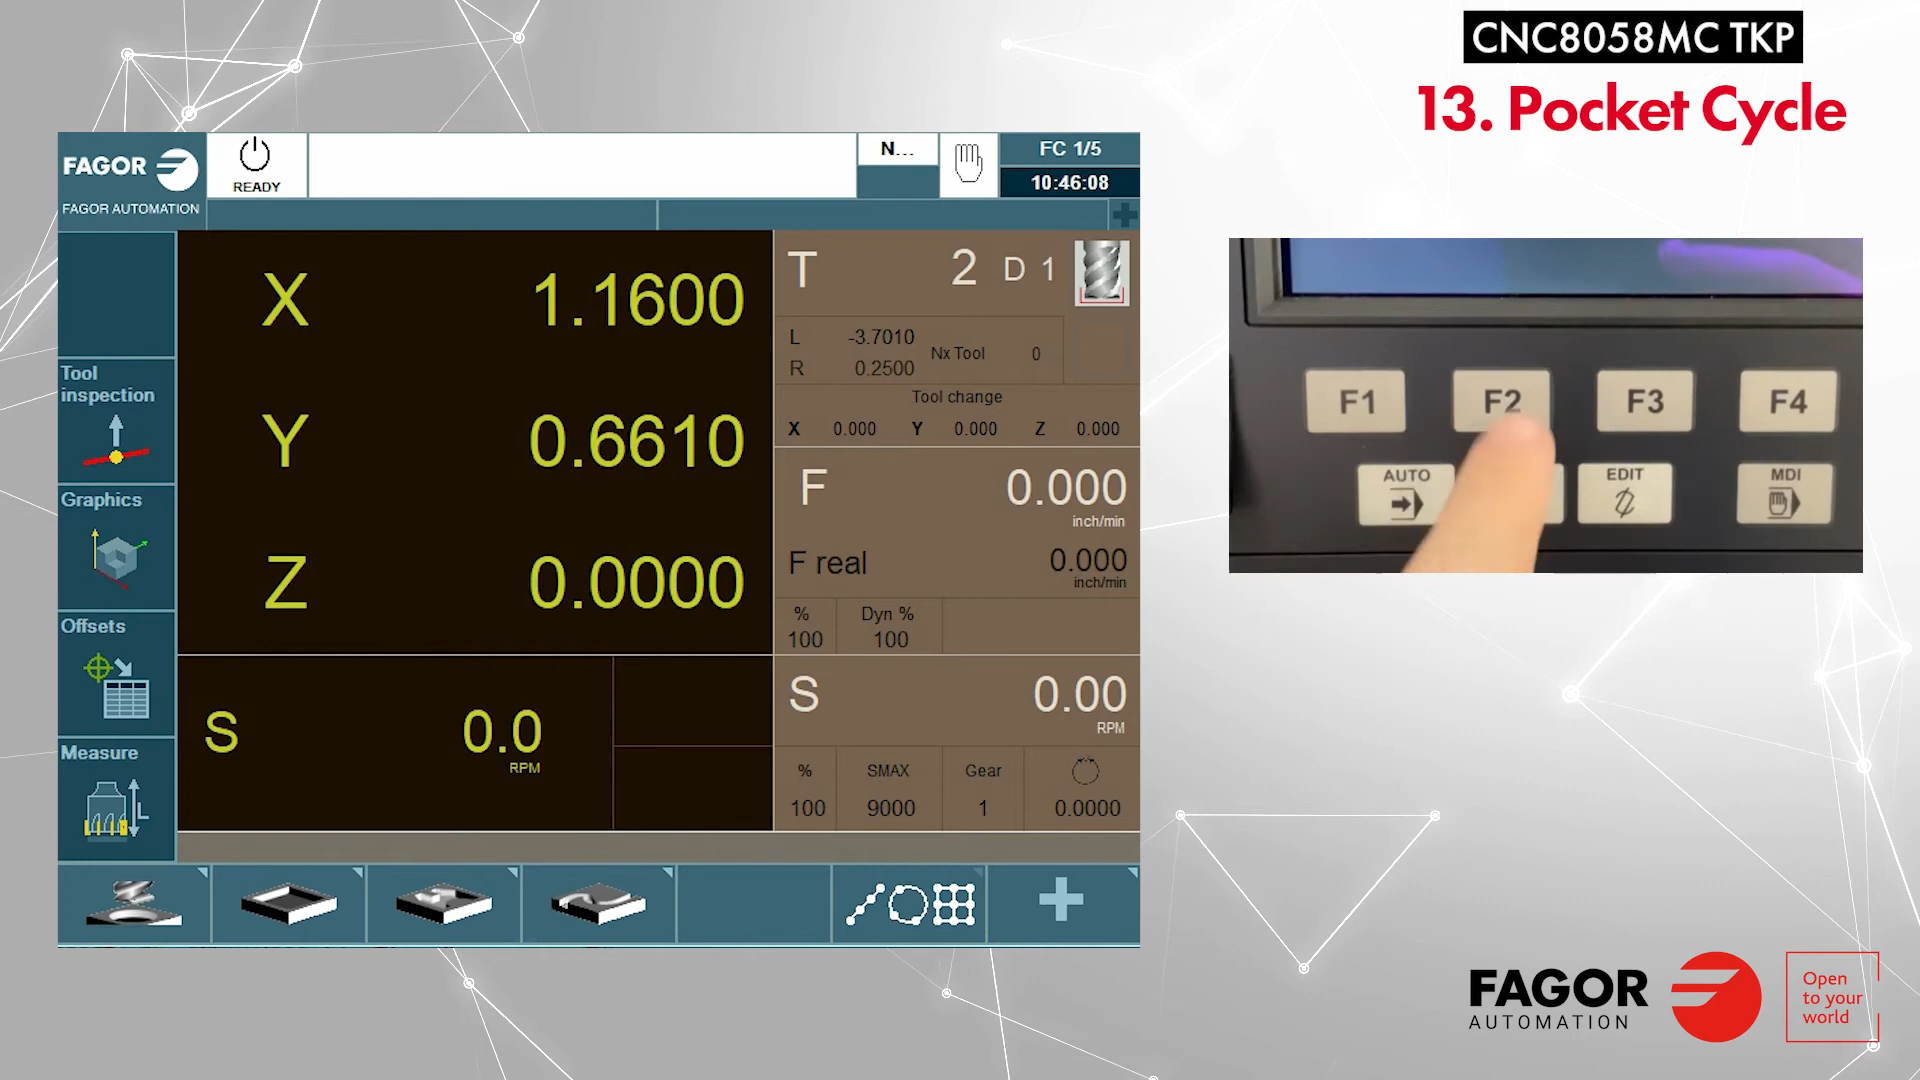 CNC8058MC TKP
13. Pocket Cycle
FAGOR
FAGOR AUTOMATION
READY
N...
FC 1/5
10:46:08
Tool
inspection
Graphics
Offsets
Measure
L
X 1.1600
Y 0.6610
Z 0.0000
S 0.0
RPM
T 2 D 1
L -3.7010
R 0.2500
Nx Tool 0
Tool change
X 0.000 Y 0.000 Z 0.000
F 0.000
inch/min
F real 0.000
inch/min
% Dyn %
100 100
S 0.00
RPM
% SMAX Gear
100 9000 1 0.0000
F1 F2 F3 F4
AUTO EDIT MDI
FAGOR
AUTOMATION
Open
to your
world